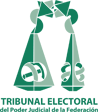 TRIBUNAL ELECTORAL
del Poder Judicial de la Federación